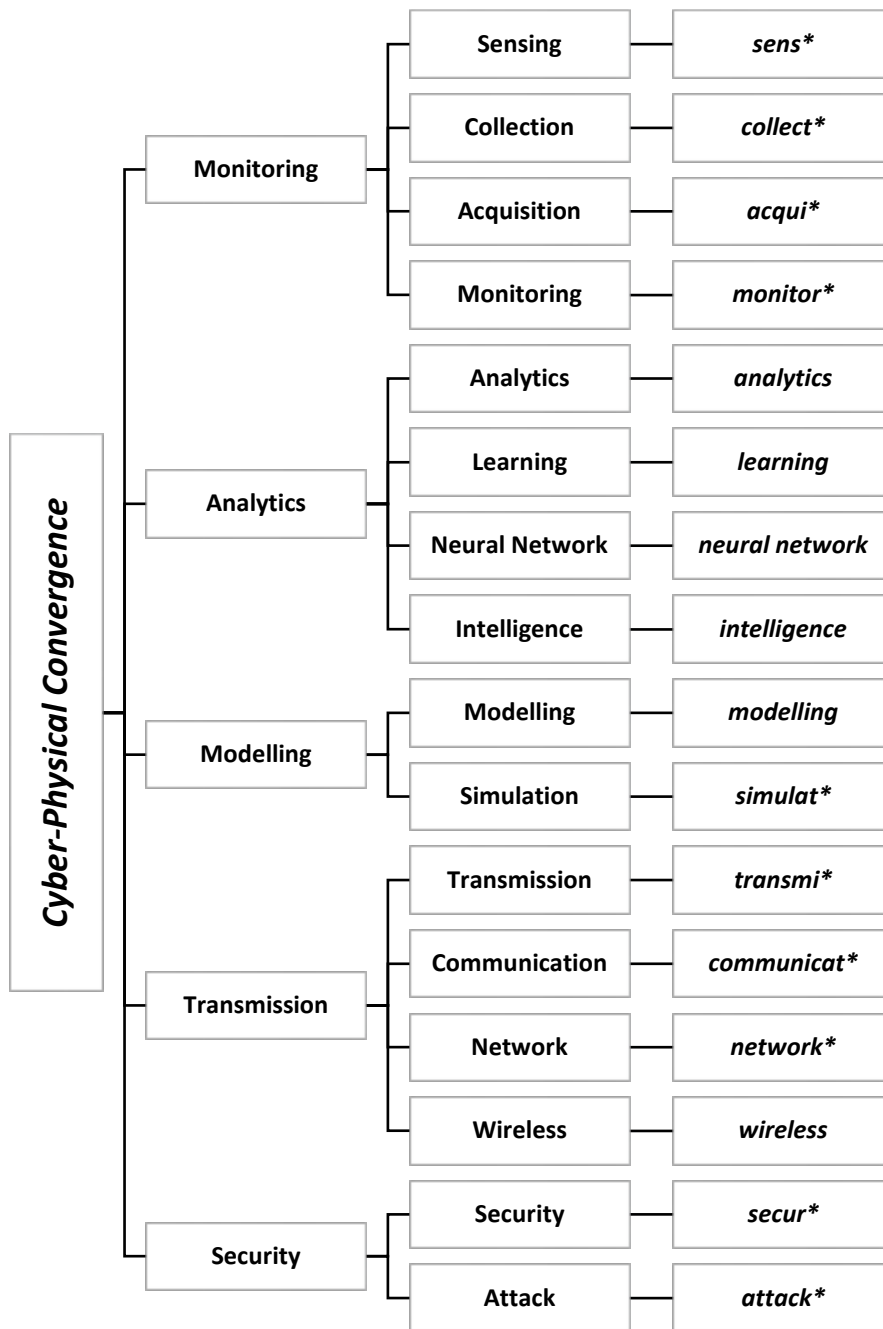 Cyber-Physical Convergence
Monitoring
Sensing
sens*
Collection
collect*
Acquisition
acqui*
Monitoring
monitor*
Analytics
Analytics
analytics
Learning
learning
Neural Network
neural network
Intelligence
intelligence
Modelling
Modelling
modelling
Simulation
simulat*
Transmission
Transmission
transmi*
Communication
communicat*
Network
network*
Wireless
wireless
Security
Security
secur*
Attack
attack*